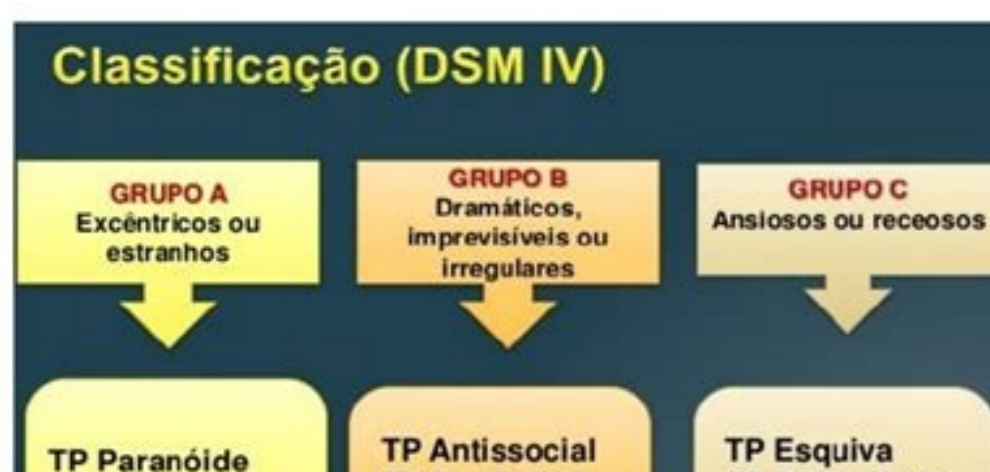 Classificação (DSM IV)
GRUPO A
Excêntricos ou
estranhos
GRUPO B
Dramáticos,
imprevisíveis ou
irregulares
GRUPO C
Ansiosos ou receosos
TP Paranóide
TP Antissocial
TP Esquiva